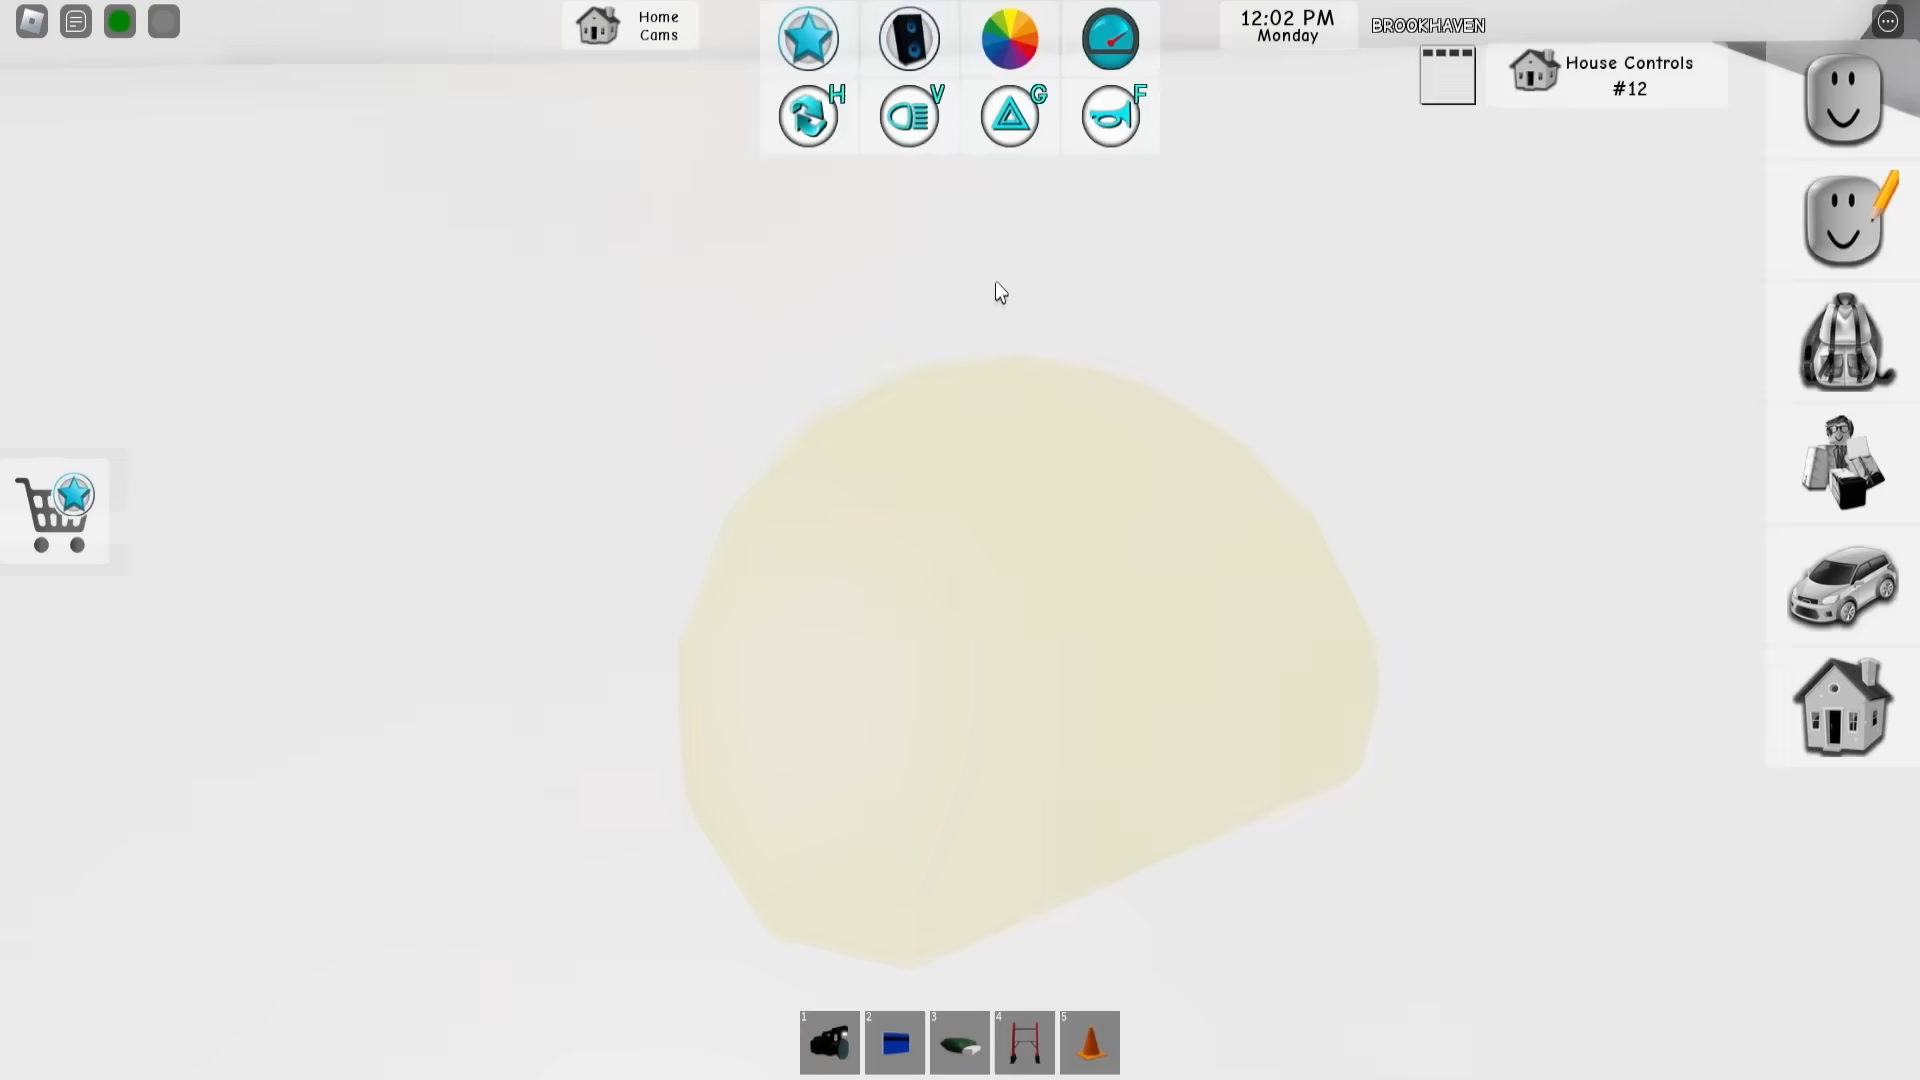 Home
Cams
12:02 PM
Monday
BROOKHAVEN
House Controls
#12
H
V
G
F
1
2
3
4
5